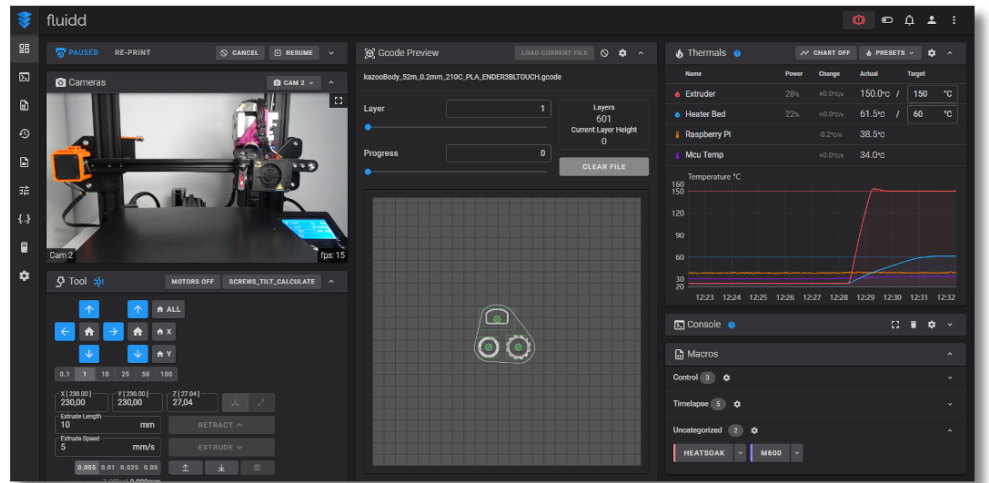 fluidd
PAUSED RE-PRINT CANCEL RESUME
Cameras CAM 2
Cam 2 fps: 15
Tool MOTORS OFF SCREWS_TILT_CALCULATE
ALL
X
Y
0.1 1 10 25 50 100
X [ 230.00 ] Y [ 230.00 ] Z [ 27.04 ]
230,00 230,00 27,04
Extrude Length
10 mm RETRACT
Extrude Speed
5 mm/s EXTRUDE
0.005 0.01 0.025 0.05
Z Offset 0.000mm
Gcode Preview LOAD CURRENT FILE
kazooBody_52m_0.2mm_210C_PLA_ENDER3BLTOUCH.gcode
Layer 1
Layers
601
Current Layer Height
0
Progress 0
CLEAR FILE
Thermals CHART OFF PRESETS
Name Power Change Actual Target
Extruder 28% +0.0°C/s 150.0°C / 150 °C
Heater Bed 22% +0.0°C/s 61.5°C / 60 °C
Raspberry Pi -0.2°C/s 38.5°C
Mcu Temp +0.0°C/s 34.0°C
Temperature °C
160
150
120
90
60
30
20
12:23 12:24 12:25 12:26 12:27 12:28 12:29 12:30 12:31 12:32
Console
Macros
Control 3
Timelapse 5
Uncategorized 2
HEATSOAK M600